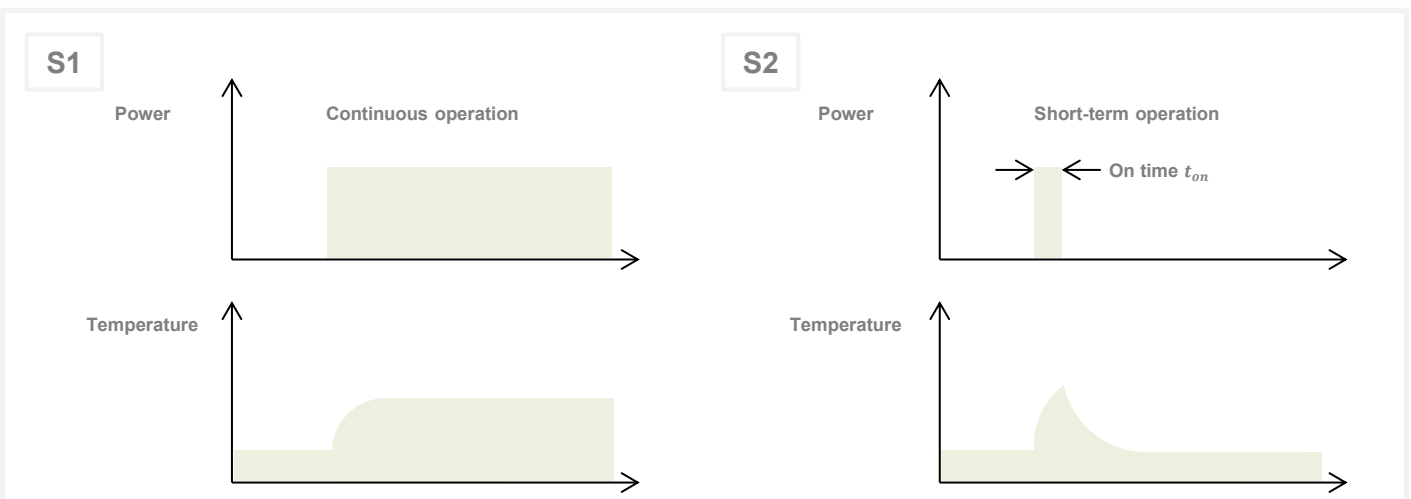 S1
Power
Continuous operation
Temperature
S2
Power
Short-term operation
On time t_on
Temperature